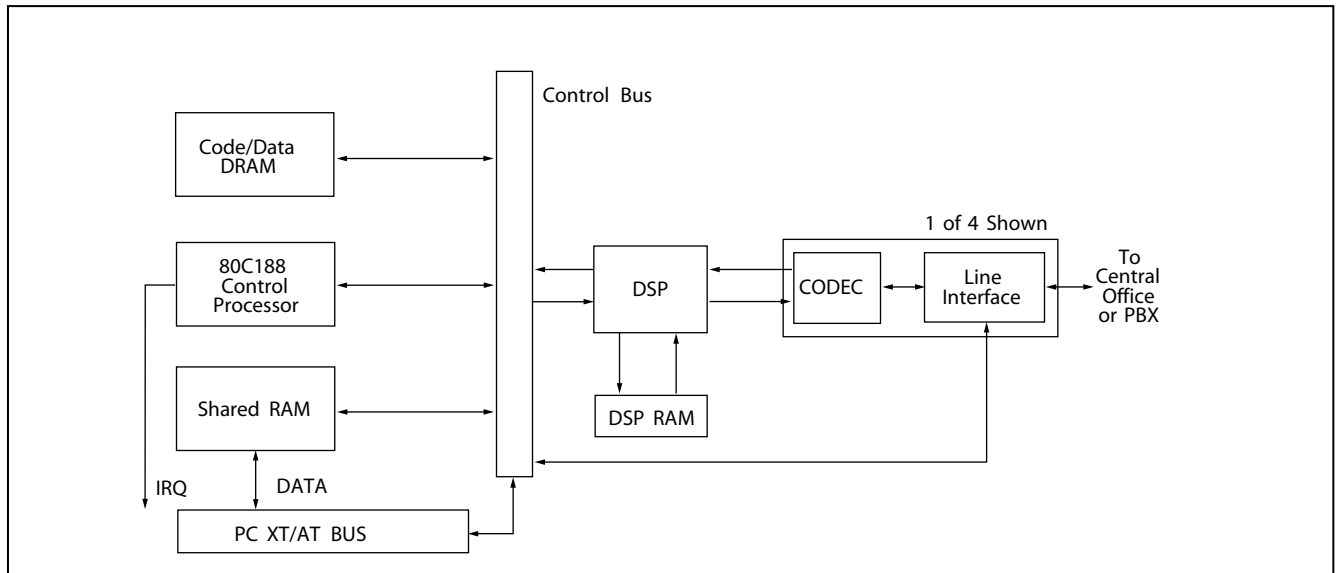 Control Bus
Code/Data
DRAM
1 of 4 Shown
80C188
Control
Processor
DSP
CODEC
Line
Interface
To
Central
Office
or PBX
Shared RAM
DSP RAM
IRQ
DATA
PC XT/AT BUS